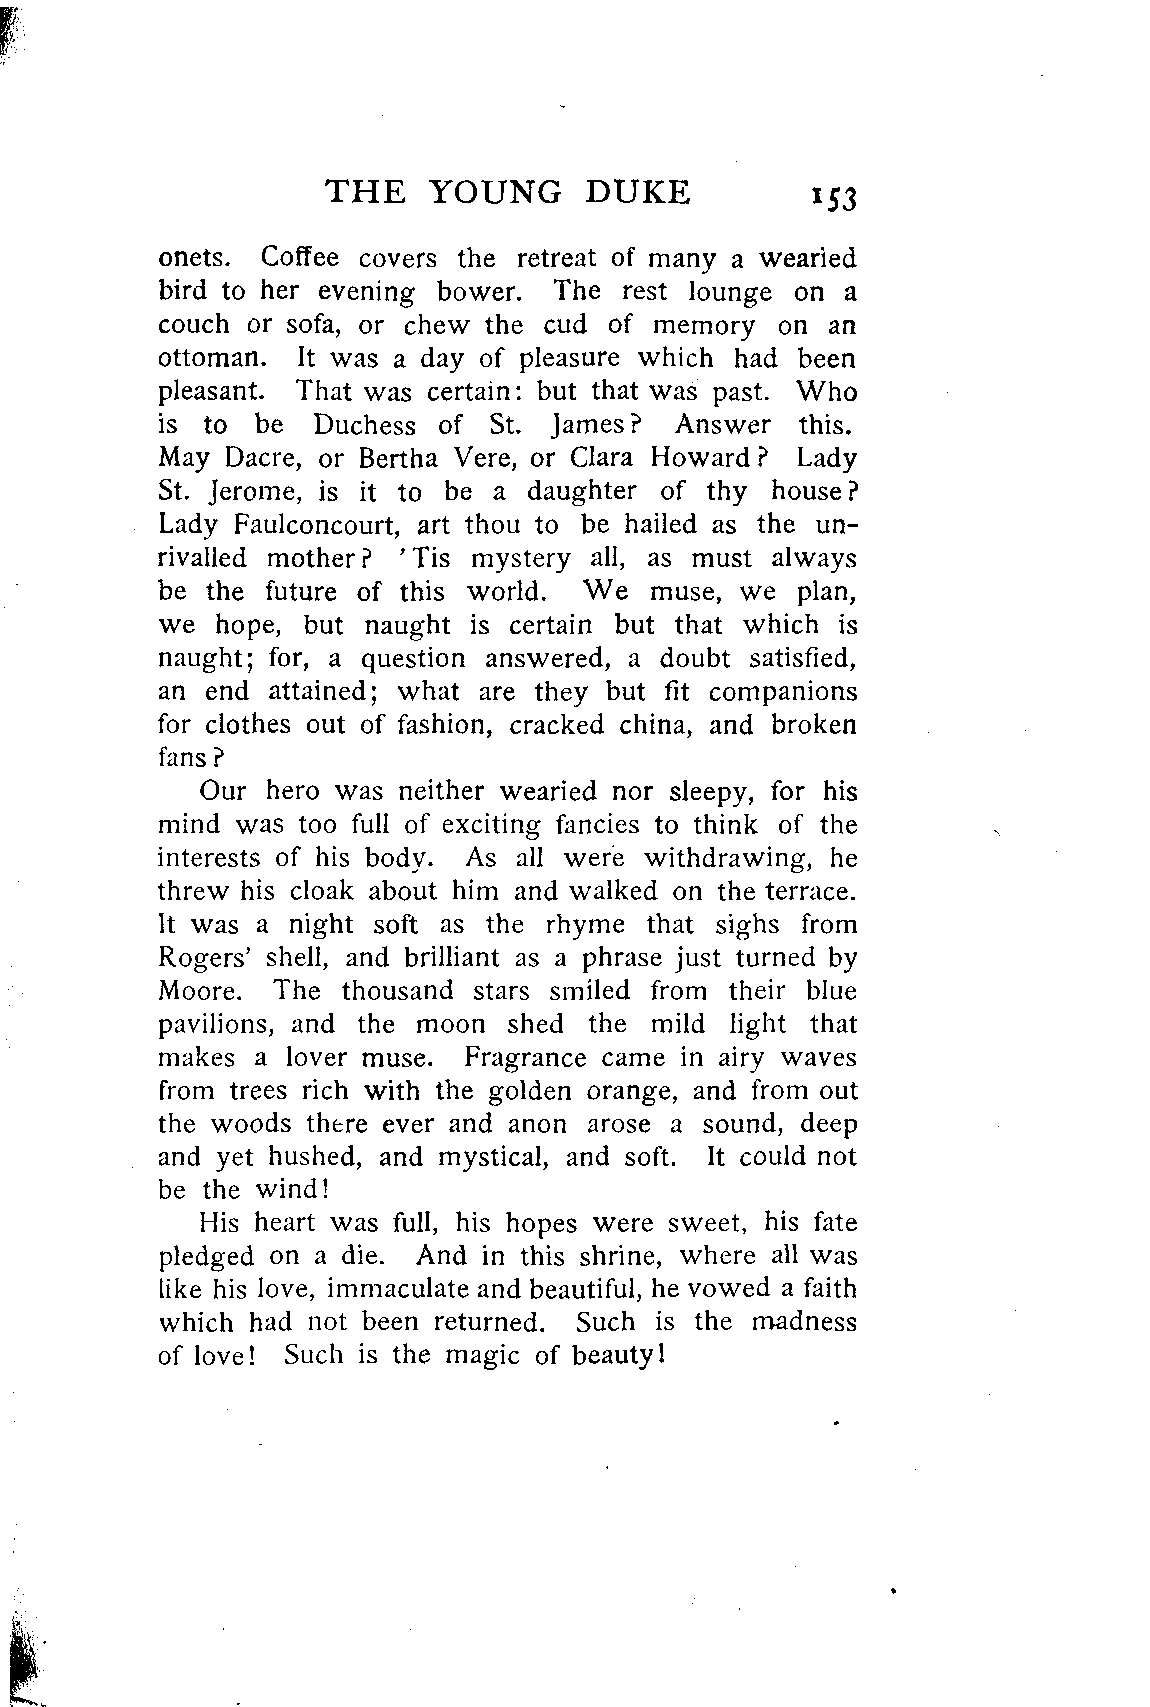 THE YOUNG DUKE 153
onets. Coffee covers the retreat of many a wearied
bird to her evening bower. The rest lounge on a
couch or sofa, or chew the cud of memory on an
ottoman. It was a day of pleasure which had been
pleasant. That was certain: but that was past. Who
is to be Duchess of St. James? Answer this.
May Dacre, or Bertha Vere, or Clara Howard? Lady
St. Jerome, is it to be a daughter of thy house?
Lady Faulconcourt, art thou to be hailed as the un-
rivalled mother? 'Tis mystery all, as must always
be the future of this world. We muse, we plan,
we hope, but naught is certain but that which is
naught; for, a question answered, a doubt satisfied,
an end attained; what are they but fit companions
for clothes out of fashion, cracked china, and broken
fans?
Our hero was neither wearied nor sleepy, for his
mind was too full of exciting fancies to think of the
interests of his body. As all were withdrawing, he
threw his cloak about him and walked on the terrace.
It was a night soft as the rhyme that sighs from
Rogers' shell, and brilliant as a phrase just turned by
Moore. The thousand stars smiled from their blue
pavilions, and the moon shed the mild light that
makes a lover muse. Fragrance came in airy waves
from trees rich with the golden orange, and from out
the woods there ever and anon arose a sound, deep
and yet hushed, and mystical, and soft. It could not
be the wind!
His heart was full, his hopes were sweet, his fate
pledged on a die. And in this shrine, where all was
like his love, immaculate and beautiful, he vowed a faith
which had not been returned. Such is the madness
of love! Such is the magic of beauty!